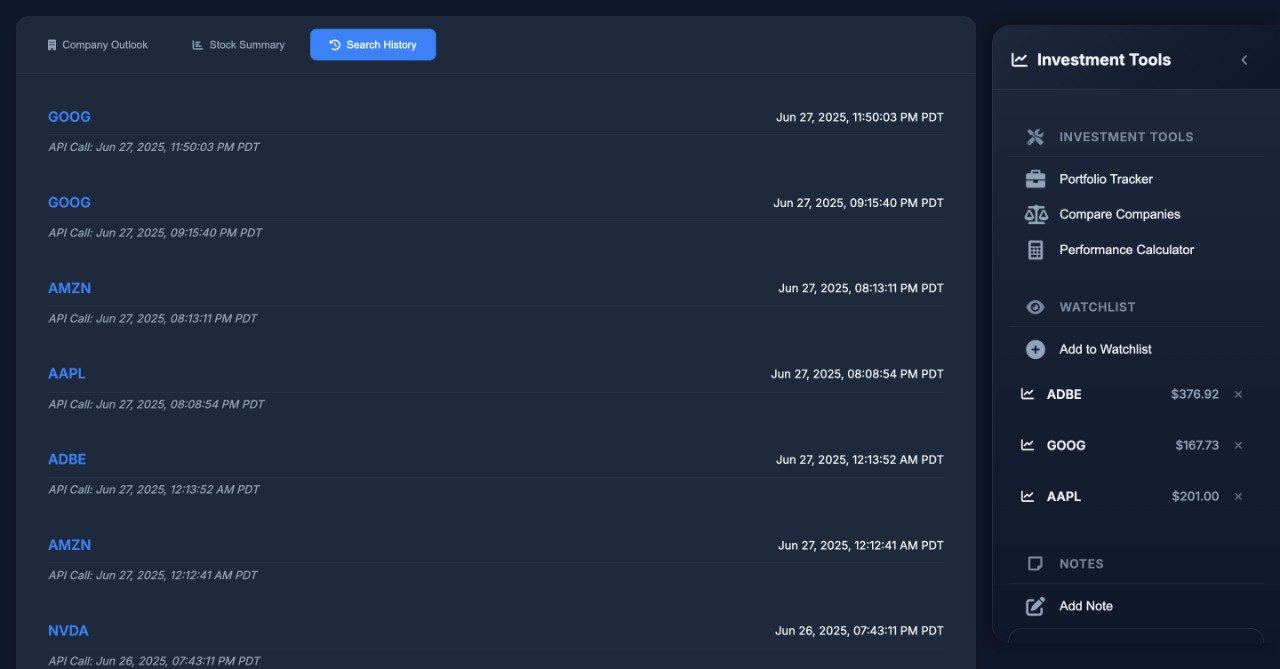 Company Outlook
Stock Summary
Search History
GOOG
Jun 27, 2025, 11:50:03 PM PDT
API Call: Jun 27, 2025, 11:50:03 PM PDT
GOOG
Jun 27, 2025, 09:15:40 PM PDT
API Call: Jun 27, 2025, 09:15:40 PM PDT
AMZN
Jun 27, 2025, 08:13:11 PM PDT
API Call: Jun 27, 2025, 08:13:11 PM PDT
AAPL
Jun 27, 2025, 08:08:54 PM PDT
API Call: Jun 27, 2025, 08:08:54 PM PDT
ADBE
Jun 27, 2025, 12:13:52 AM PDT
API Call: Jun 27, 2025, 12:13:52 AM PDT
AMZN
Jun 27, 2025, 12:12:41 AM PDT
API Call: Jun 27, 2025, 12:12:41 AM PDT
NVDA
Jun 26, 2025, 07:43:11 PM PDT
API Call: Jun 26, 2025, 07:43:11 PM PDT
Investment Tools
INVESTMENT TOOLS
Portfolio Tracker
Compare Companies
Performance Calculator
WATCHLIST
Add to Watchlist
ADBE $376.92 ×
GOOG $167.73 ×
AAPL $201.00 ×
NOTES
Add Note